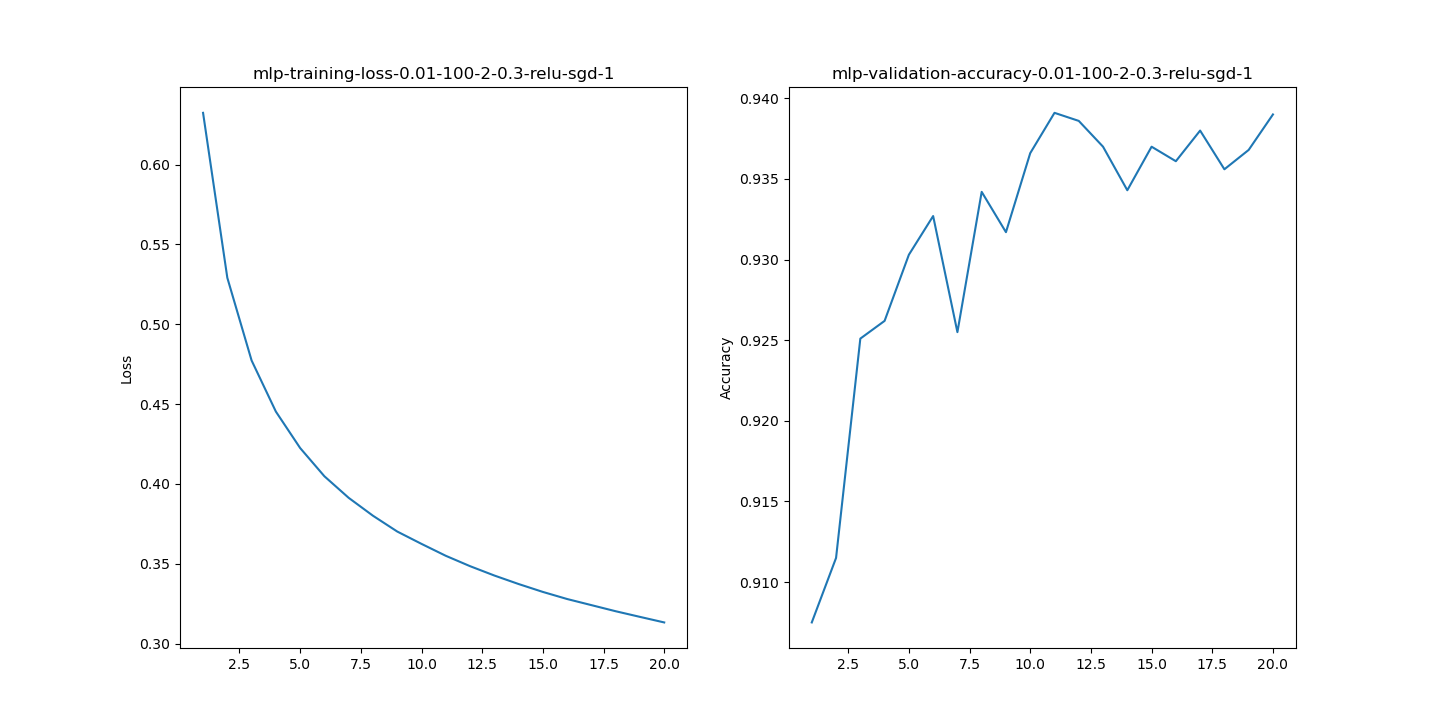 mlp-training-loss-0.01-100-2-0.3-relu-sgd-1
0.60
0.55
0.50
0.45
0.40
0.35
0.30
Loss
2.5 5.0 7.5 10.0 12.5 15.0 17.5 20.0
mlp-validation-accuracy-0.01-100-2-0.3-relu-sgd-1
0.940
0.935
0.930
0.925
0.920
0.915
0.910
Accuracy
2.5 5.0 7.5 10.0 12.5 15.0 17.5 20.0